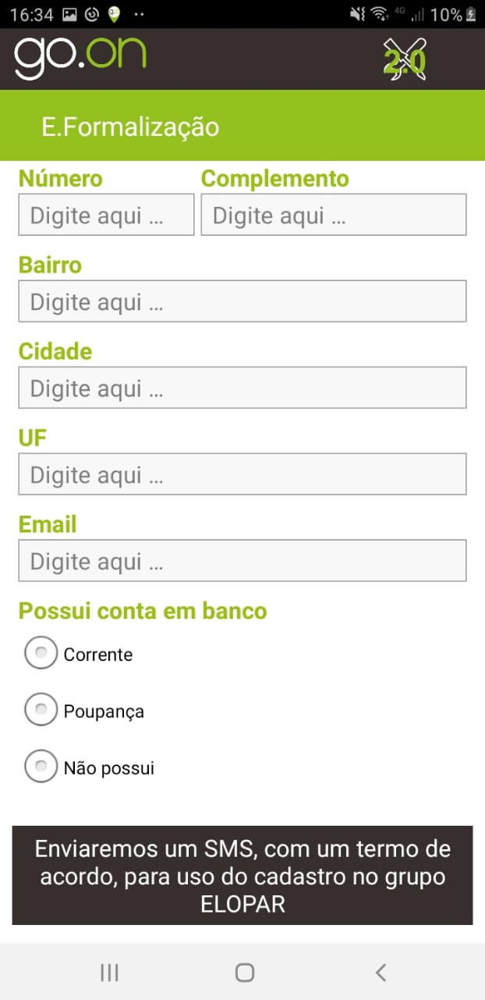 16:34
4G
10%
go.on
2.0
E.Formalização
Número Complemento
Digite aqui ... Digite aqui ...
Bairro
Digite aqui ...
Cidade
Digite aqui ...
UF
Digite aqui ...
Email
Digite aqui ...
Possui conta em banco
Corrente
Poupança
Não possui
Enviaremos um SMS, com um termo de
acordo, para uso do cadastro no grupo
ELOPAR